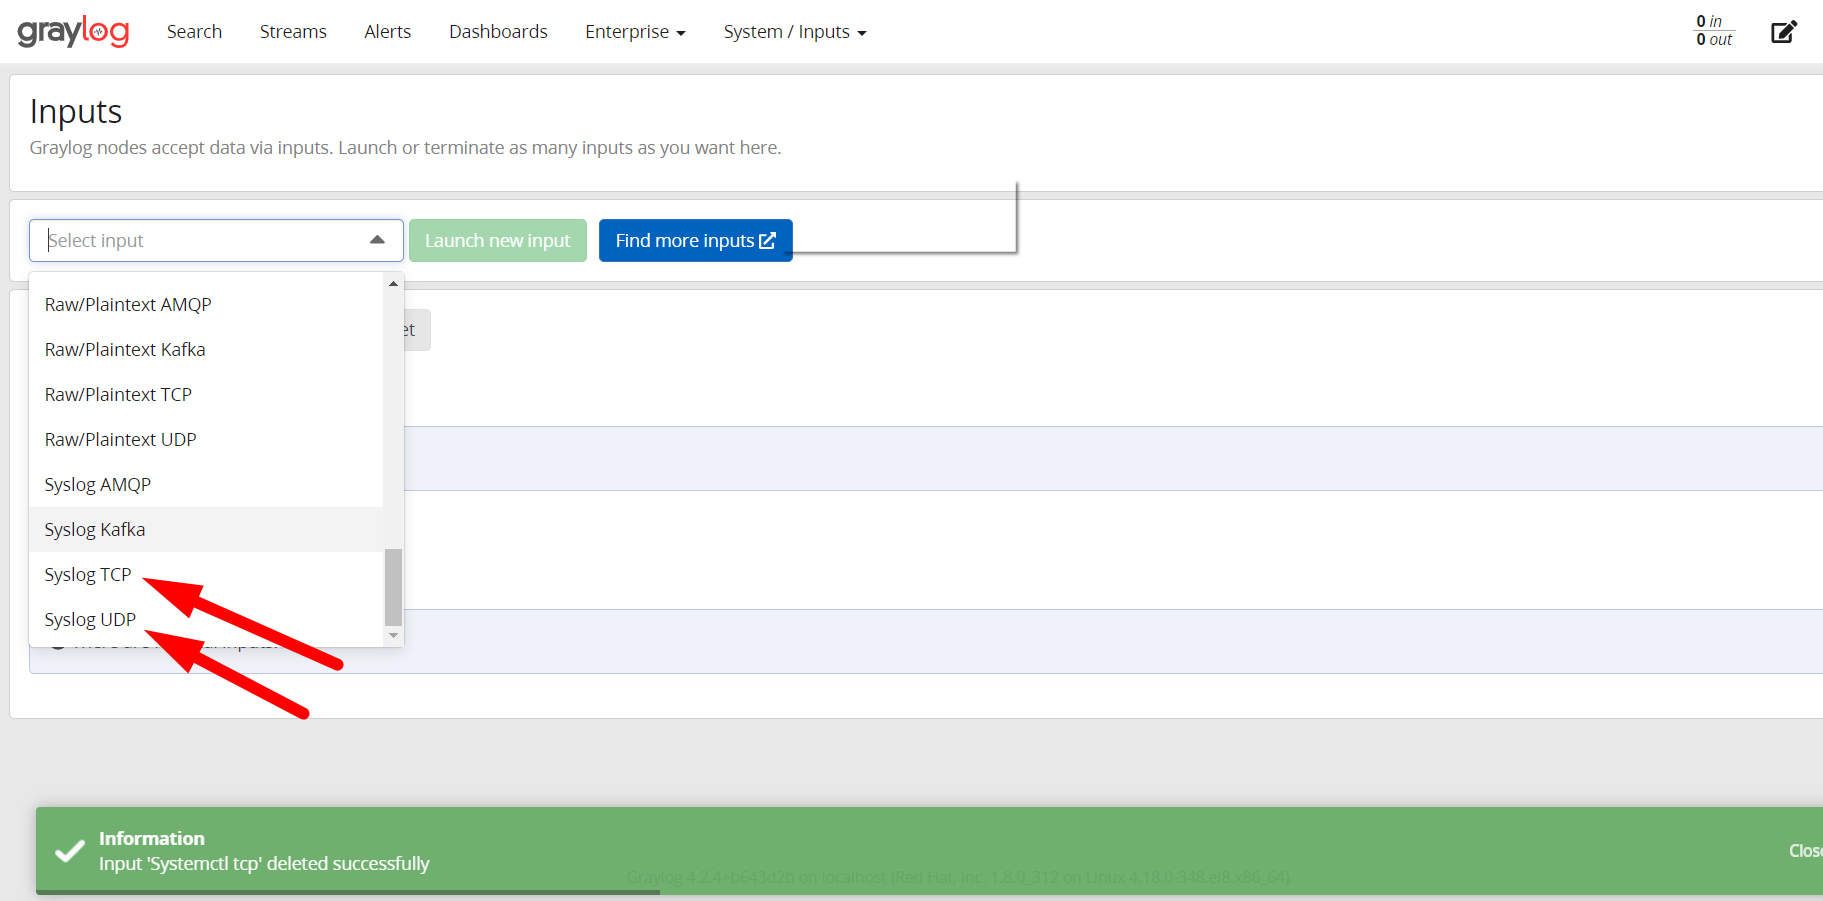 graylog Search Streams Alerts Dashboards Enterprise System / Inputs 0 in
0 out
Inputs
Graylog nodes accept data via inputs. Launch or terminate as many inputs as you want here.
Select input Launch new input Find more inputs
Raw/Plaintext AMQP
et
Raw/Plaintext Kafka
Raw/Plaintext TCP
Raw/Plaintext UDP
Syslog AMQP
Syslog Kafka
Syslog TCP
Syslog UDP
Information
Input 'Systemctl tcp' deleted successfully
Close
Graylog 4.2.4+b643d2b on localhost (Red Hat, Inc. 1.8.0_312 on Linux 4.18.0-348.el8.x86_64)